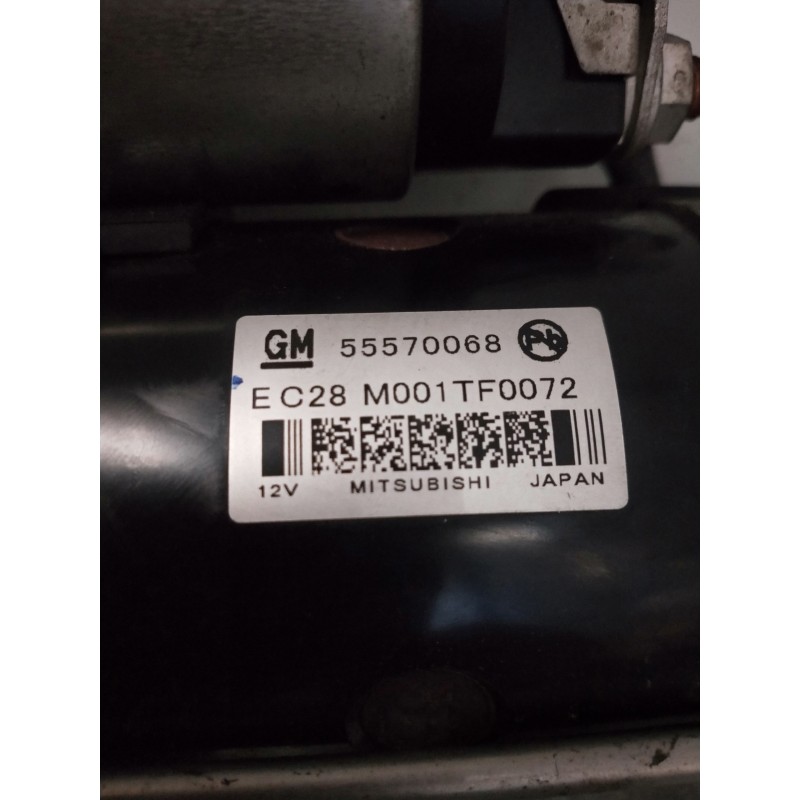 GM 55570068 Pb
EC28 M001TF0072
12V MITSUBISHI JAPAN